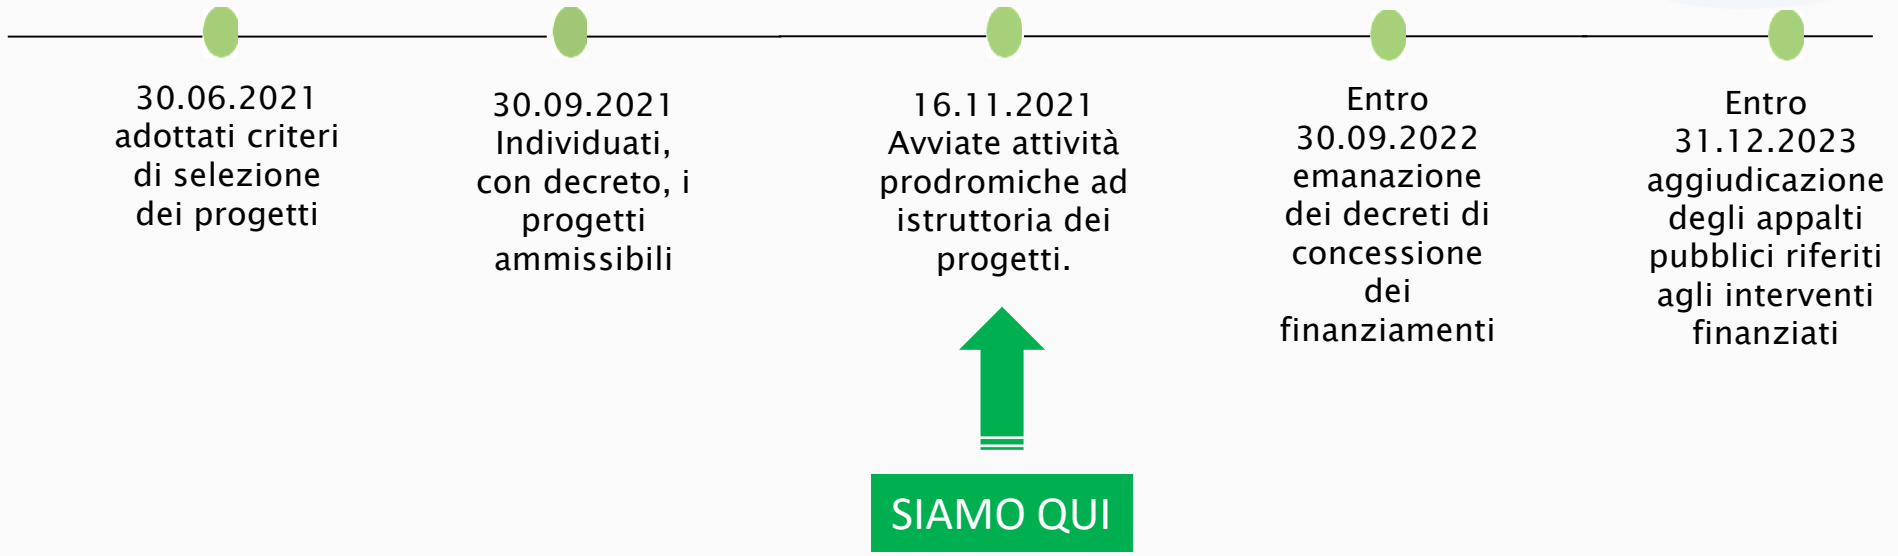 30.06.2021
adottati criteri
di selezione
dei progetti
30.09.2021
Individuati,
con decreto, i
progetti
ammissibili
16.11.2021
Avviate attività
prodromiche ad
istruttoria dei
progetti.
Entro
30.09.2022
emanazione
dei decreti di
concessione
dei
finanziamenti
Entro
31.12.2023
aggiudicazione
degli appalti
pubblici riferiti
agli interventi
finanziati
SIAMO QUI